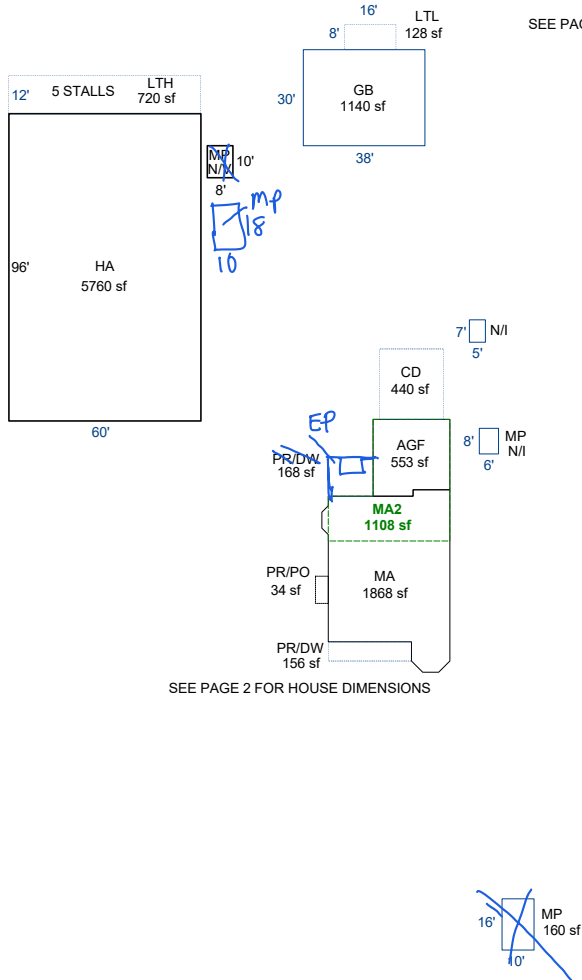 16'
LTL
128 sf
8'
SEE PAG
5 STALLS
LTH
720 sf
12'
GB
1140 sf
30'
38'
MP
N/V
10'
8'
MP
18
10
96'
HA
5760 sf
60'
7'
N/I
5'
CD
440 sf
EP
8'
MP
N/I
6'
AGF
553 sf
PR/DW
168 sf
MA2
1108 sf
PR/PO
34 sf
MA
1868 sf
PR/DW
156 sf
SEE PAGE 2 FOR HOUSE DIMENSIONS
16'
MP
160 sf
10'